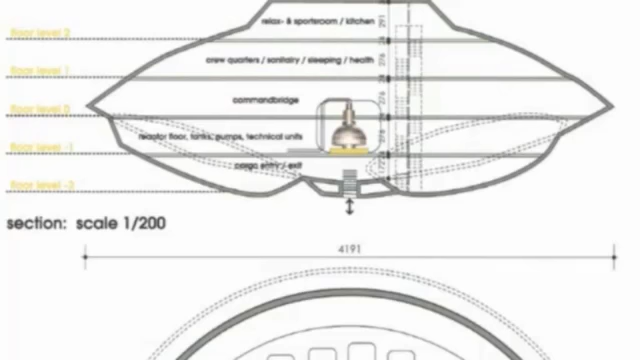 relax- & sportsroom / kitchen
floor level 2
crew quarters / sanitairy / sleeping / health
floor level 1
commandbridge
floor level 0
reactor floor, tanks, pumps, technical units
floor level -1
cargo entry/-exit
floor level -2
section: scale 1/200
4191